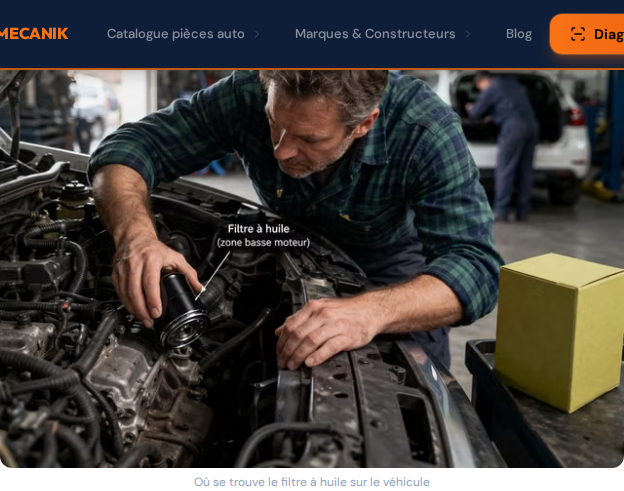 MECANIK
Catalogue pièces auto
Marques & Constructeurs
Blog
Diag
Filtre à huile
(zone basse moteur)
Où se trouve le filtre à huile sur le véhicule